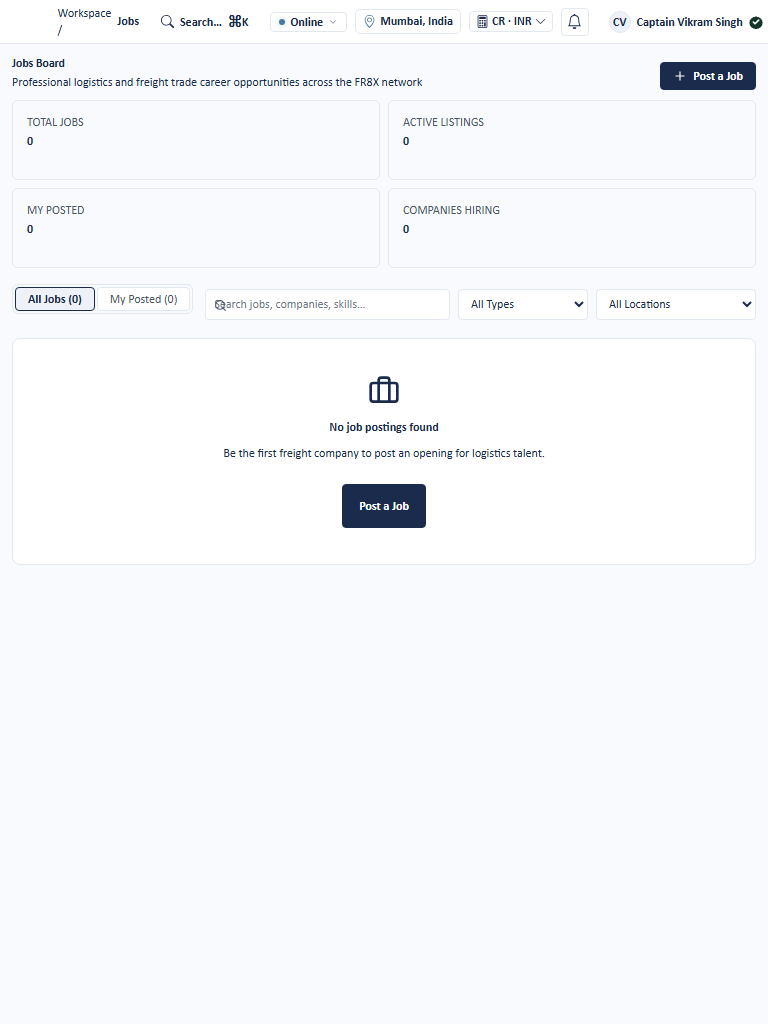 Workspace
/
Jobs
Search... ⌘K
Online
Mumbai, India
CR · INR
CV
Captain Vikram Singh
Jobs Board
Professional logistics and freight trade career opportunities across the FR8X network
Post a Job
TOTAL JOBS
0
ACTIVE LISTINGS
0
MY POSTED
0
COMPANIES HIRING
0
All Jobs (0)
My Posted (0)
Search jobs, companies, skills...
All Types
All Locations
No job postings found
Be the first freight company to post an opening for logistics talent.
Post a Job